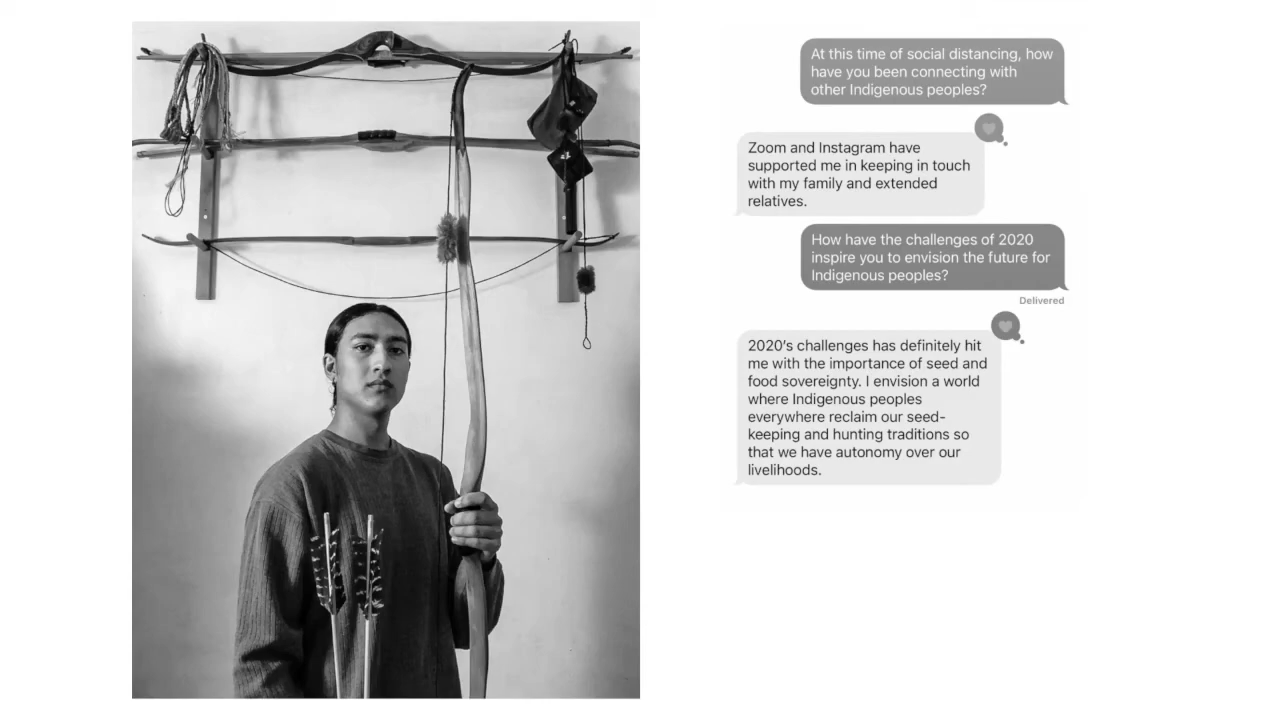 At this time of social distancing, how
have you been connecting with
other Indigenous peoples?
Zoom and Instagram have
supported me in keeping in touch
with my family and extended
relatives.
How have the challenges of 2020
inspire you to envision the future for
Indigenous peoples?
Delivered
2020's challenges has definitely hit
me with the importance of seed and
food sovereignty. I envision a world
where Indigenous peoples
everywhere reclaim our seed-
keeping and hunting traditions so
that we have autonomy over our
livelihoods.